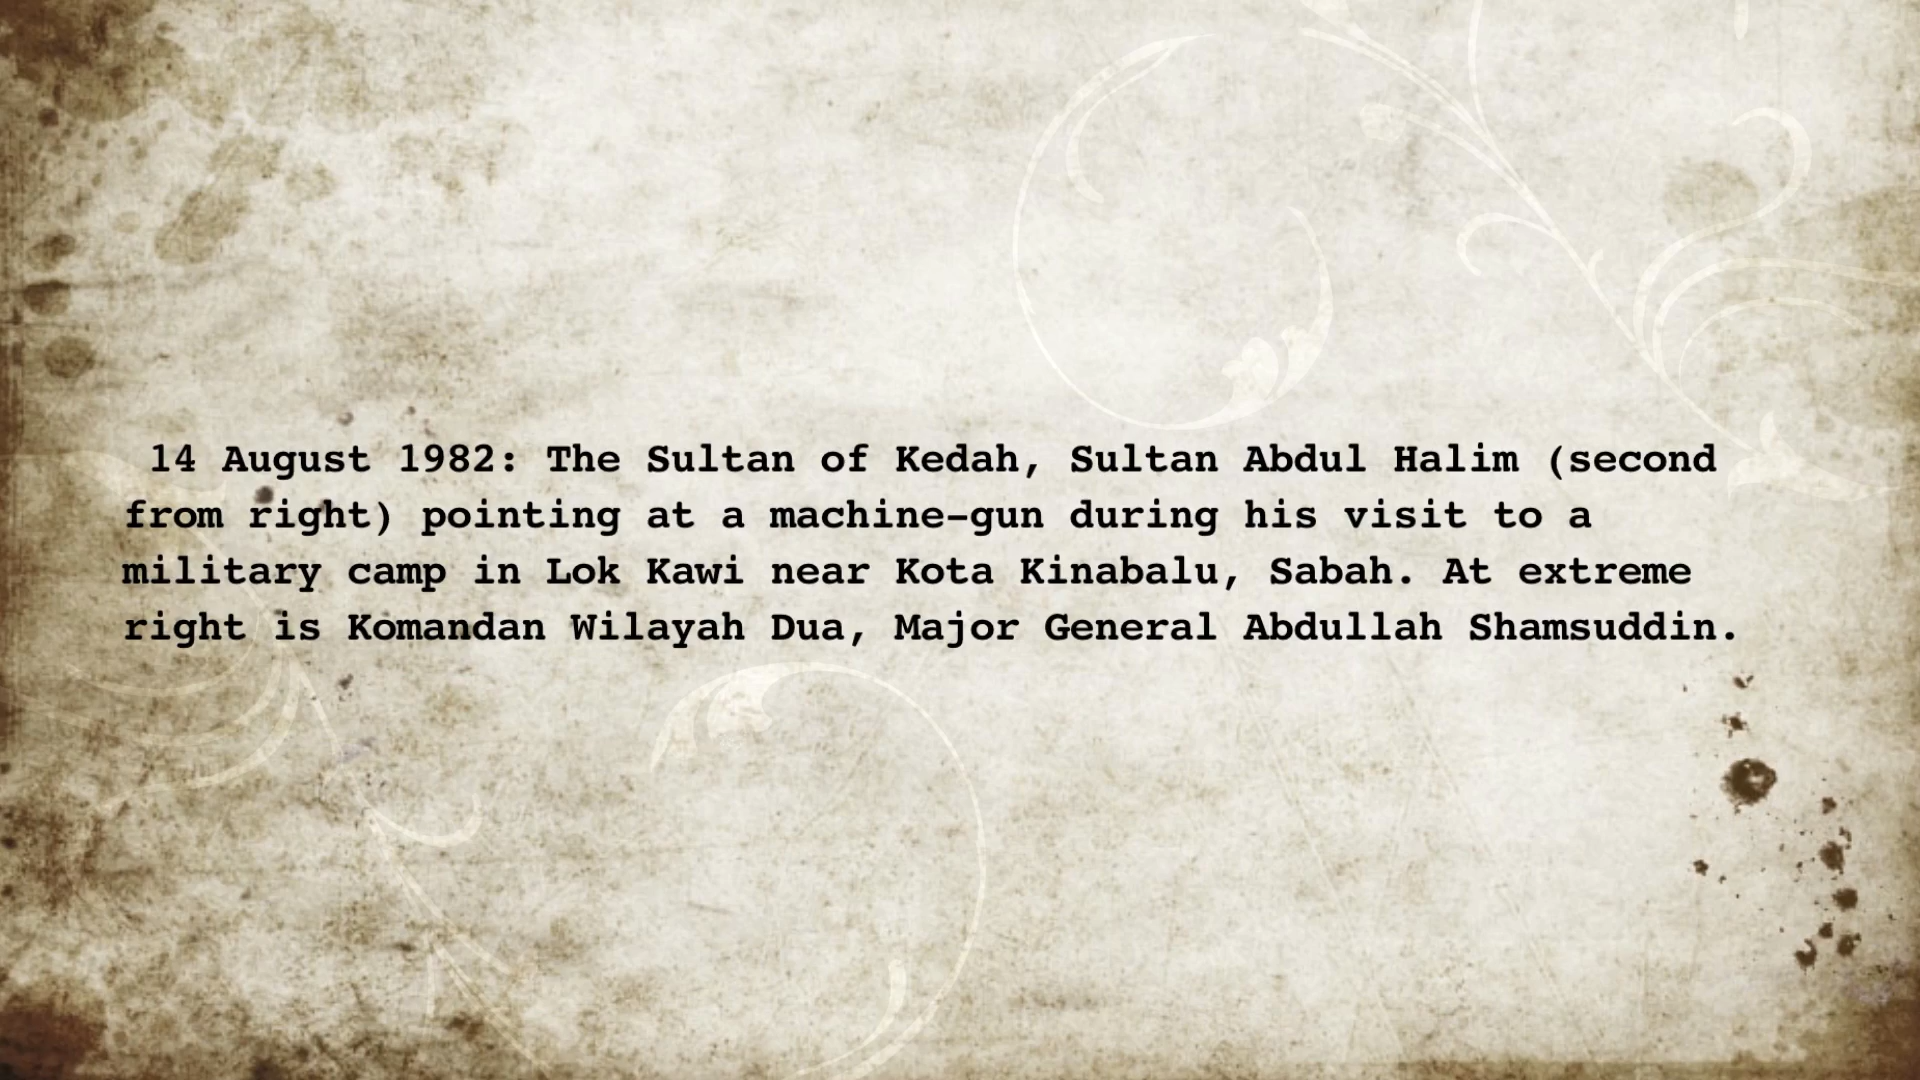 14 August 1982: The Sultan of Kedah, Sultan Abdul Halim (second
from right) pointing at a machine-gun during his visit to a
military camp in Lok Kawi near Kota Kinabalu, Sabah. At extreme
right is Komandan Wilayah Dua, Major General Abdullah Shamsuddin.